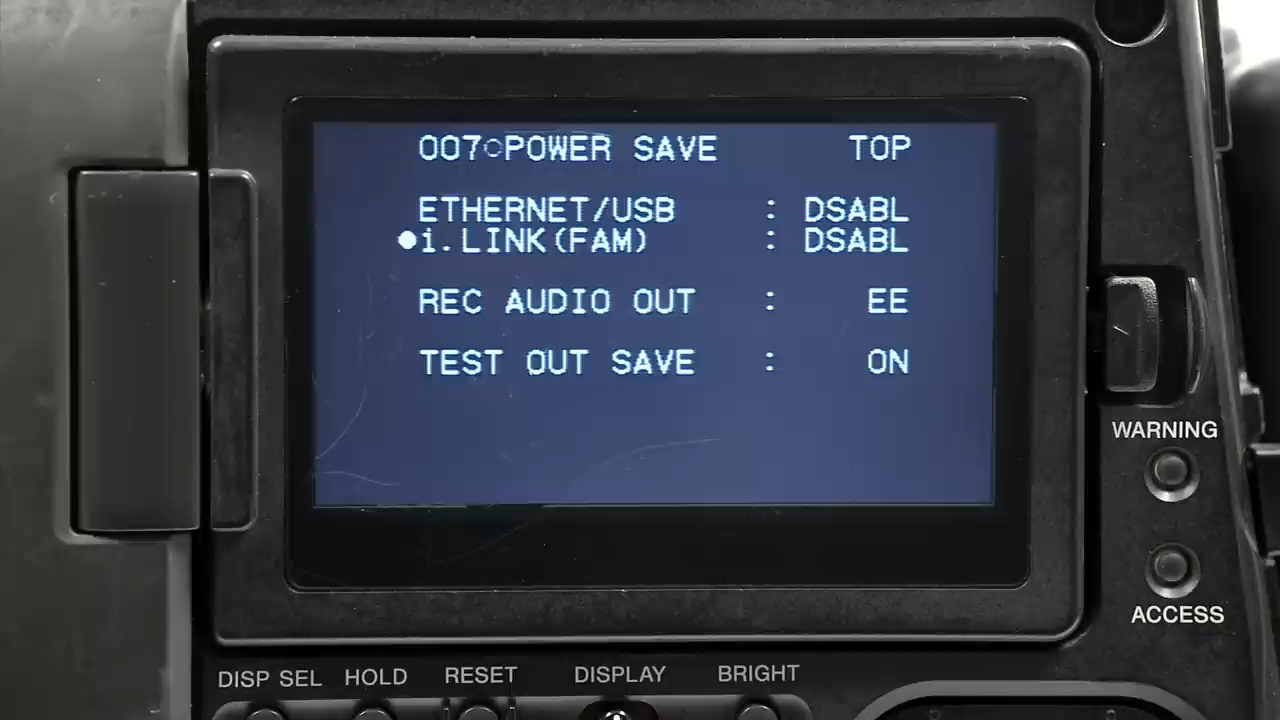 007○POWER SAVE TOP
ETHERNET/USB : DSABL
●i.LINK(FAM) : DSABL
REC AUDIO OUT : EE
TEST OUT SAVE : ON
WARNING
ACCESS
DISP SEL HOLD RESET DISPLAY BRIGHT